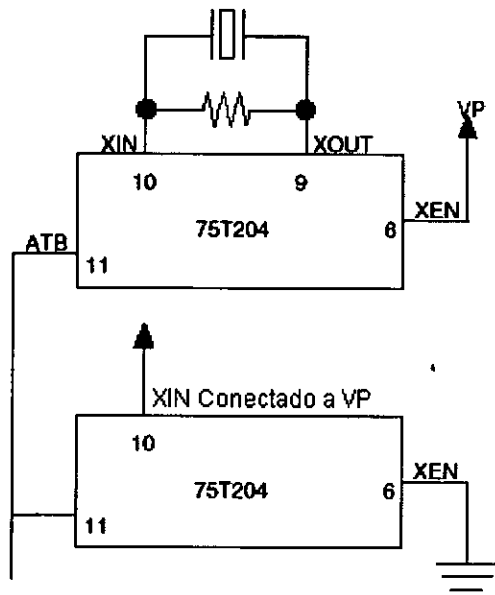 VP
XIN XOUT
10 9 XEN
75T204 6
ATB
11
XIN Conectado a VP
10
XEN
75T204 6
11